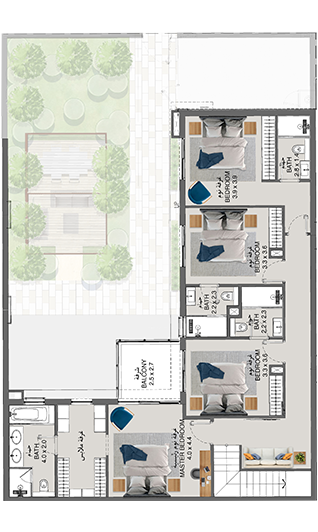 غرفة نوم
BEDROOM
3.9 x 3.9
حمام
BATH
2.8 x 1.4
غرفة نوم
BEDROOM
3.3 x 3.6
حمام
BATH
2.2 x 2.3
حمام
BATH
2.2 x 2.3
غرفة نوم
BEDROOM
3.3 x 3.6
شرفة
BALCONY
2.5 x 2.7
حمام
BATH
4.0 x 2.0
غرفة ملابس
غرفة نوم رئيسية
MASTER BEDROOM
4.0 x 4.4
UP